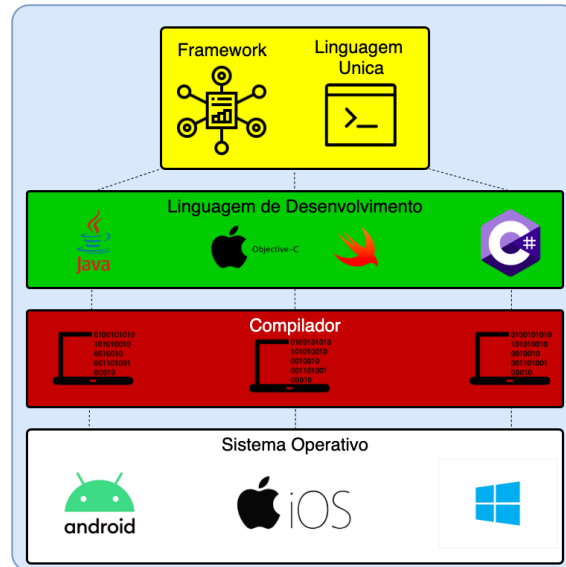 Framework
Linguagem
Unica
>_
Linguagem de Desenvolvimento
Java
Objective-C
C#
Compilador
0100101010
101010010
0010010
001101001
00010
0100101010
101010010
0010010
001101001
00010
0100101010
101010010
0010010
001101001
00010
Sistema Operativo
android
iOS